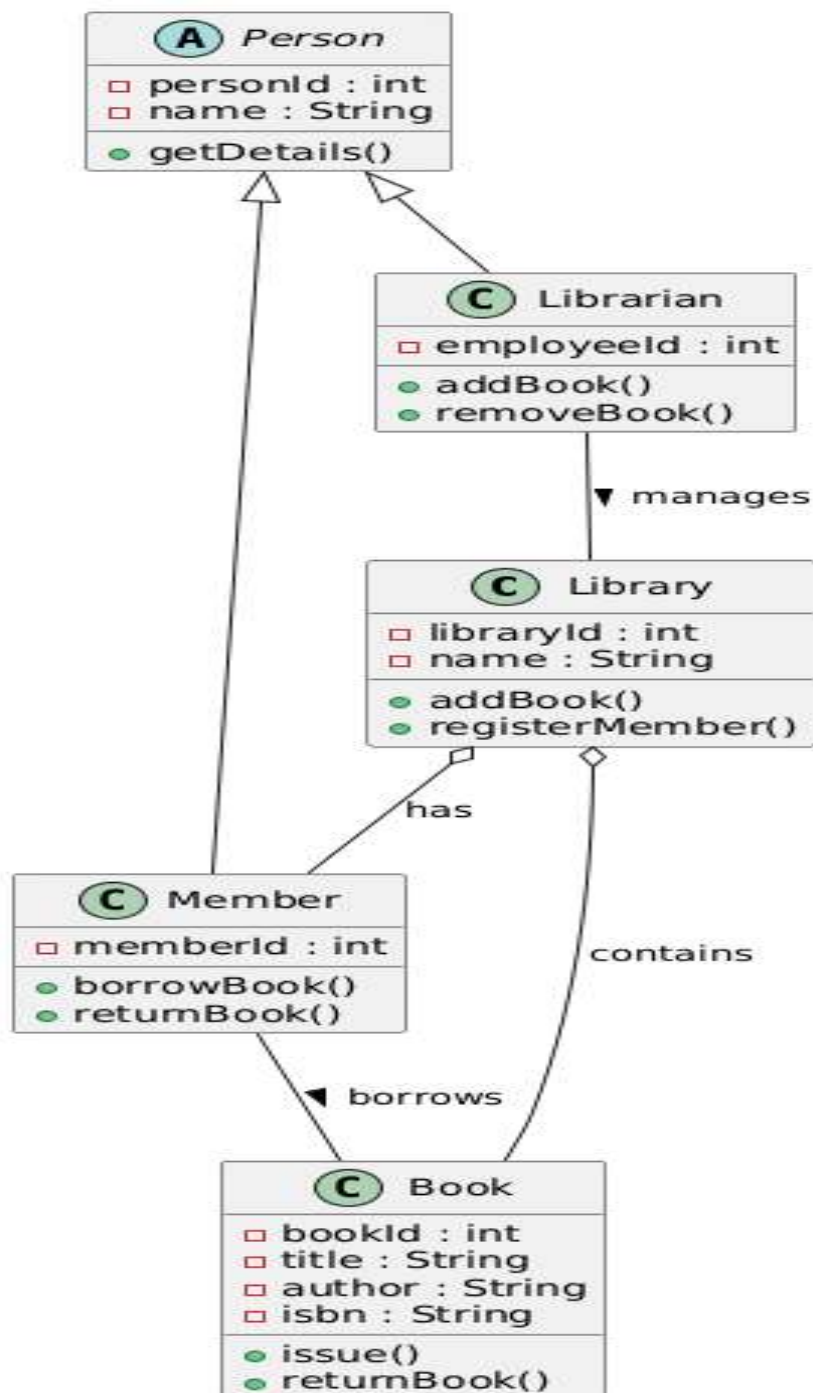 A Person
personId : int
name : String
getDetails()
C Librarian
employeeId : int
addBook()
removeBook()
manages
C Library
libraryId : int
name : String
addBook()
registerMember()
has
C Member
memberId : int
borrowBook()
returnBook()
contains
borrows
C Book
bookId : int
title : String
author : String
isbn : String
issue()
returnBook()